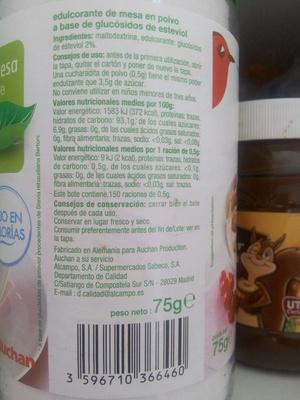 edulcorante de mesa en polvo
a base de glucósidos de esteviol
Ingredientes: maltodextrina, edulcorante: glucósidos
de esteviol 2%.
Consejos de uso: antes de la primera utilización, abrir
la tapa, quitar el cartón y poner de nuevo la tapa.
Una cucharadita de polvo (0,5g) tiene el mismo poder
endulzante que 3,5g de azúcar.
No conviene utilizar en niños menores de tres años.
Valores nutricionales medios por 100g:
Valor energético: 1583 kJ (372 kcal), proteínas: trazas,
hidratos de carbono: 93,1g, de los cuales azúcares:
6,9g, grasas: 0g, de las cuales ácidos grasos saturados:
0g, fibra alimentaria: trazas, sodio: <0,03g, sal: <0,08g
Valores nutricionales medios por 1 ración de 0,5g:
Valor energético: 9 kJ (2 kcal), proteínas: trazas, hidratos
de carbono: 0,5g, de los cuales azúcares: <0,1g,
grasas: 0g, de las cuales ácidos grasos saturados: 0g,
fibra alimentaria: trazas, sodio: <0,03g, sal: trazas.
Este bote contiene 150 raciones de 0,5g.
Consejos de conservación: cerrar bien el bote
después de cada uso.
Conservar en lugar fresco y seco.
Consumir preferentemente antes del fin de/Lote: ver en
la tapa.
Fabricado en Alemania para Auchan Production.
Auchan a su servicio
Alcampo, S.A. / Supermercados Sabeco, S.A.
DEPARTAMENTO DE CALIDAD
C/Santiago de Compostela Sur S/N - 28029 Madrid
E-mail : d.calidad@alcampo.es
peso neto : 75g e
3 596710 366460
esa
e
O EN
ORÍAS
uchan
75g
UT